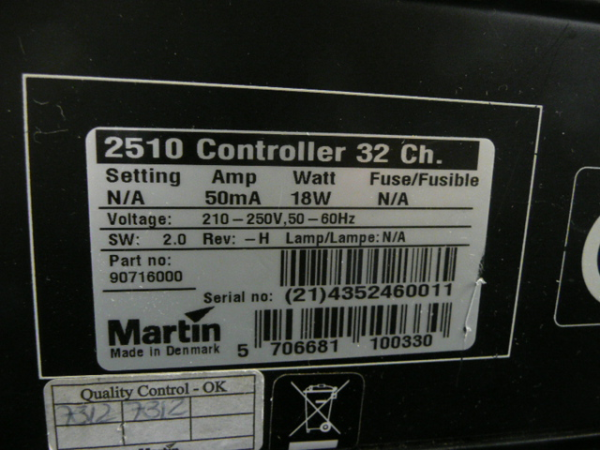 2510 Controller 32 Ch.
Setting Amp Watt Fuse/Fusible
N/A 50mA 18W N/A
Voltage: 210-250V,50-60Hz
SW: 2.0 Rev: -H Lamp/Lampe: N/A
Part no:
90716000
Serial no: (21)4352460011
Martin
Made in Denmark
5 706681 100330
Quality Control - OK
7312 7312
Martin